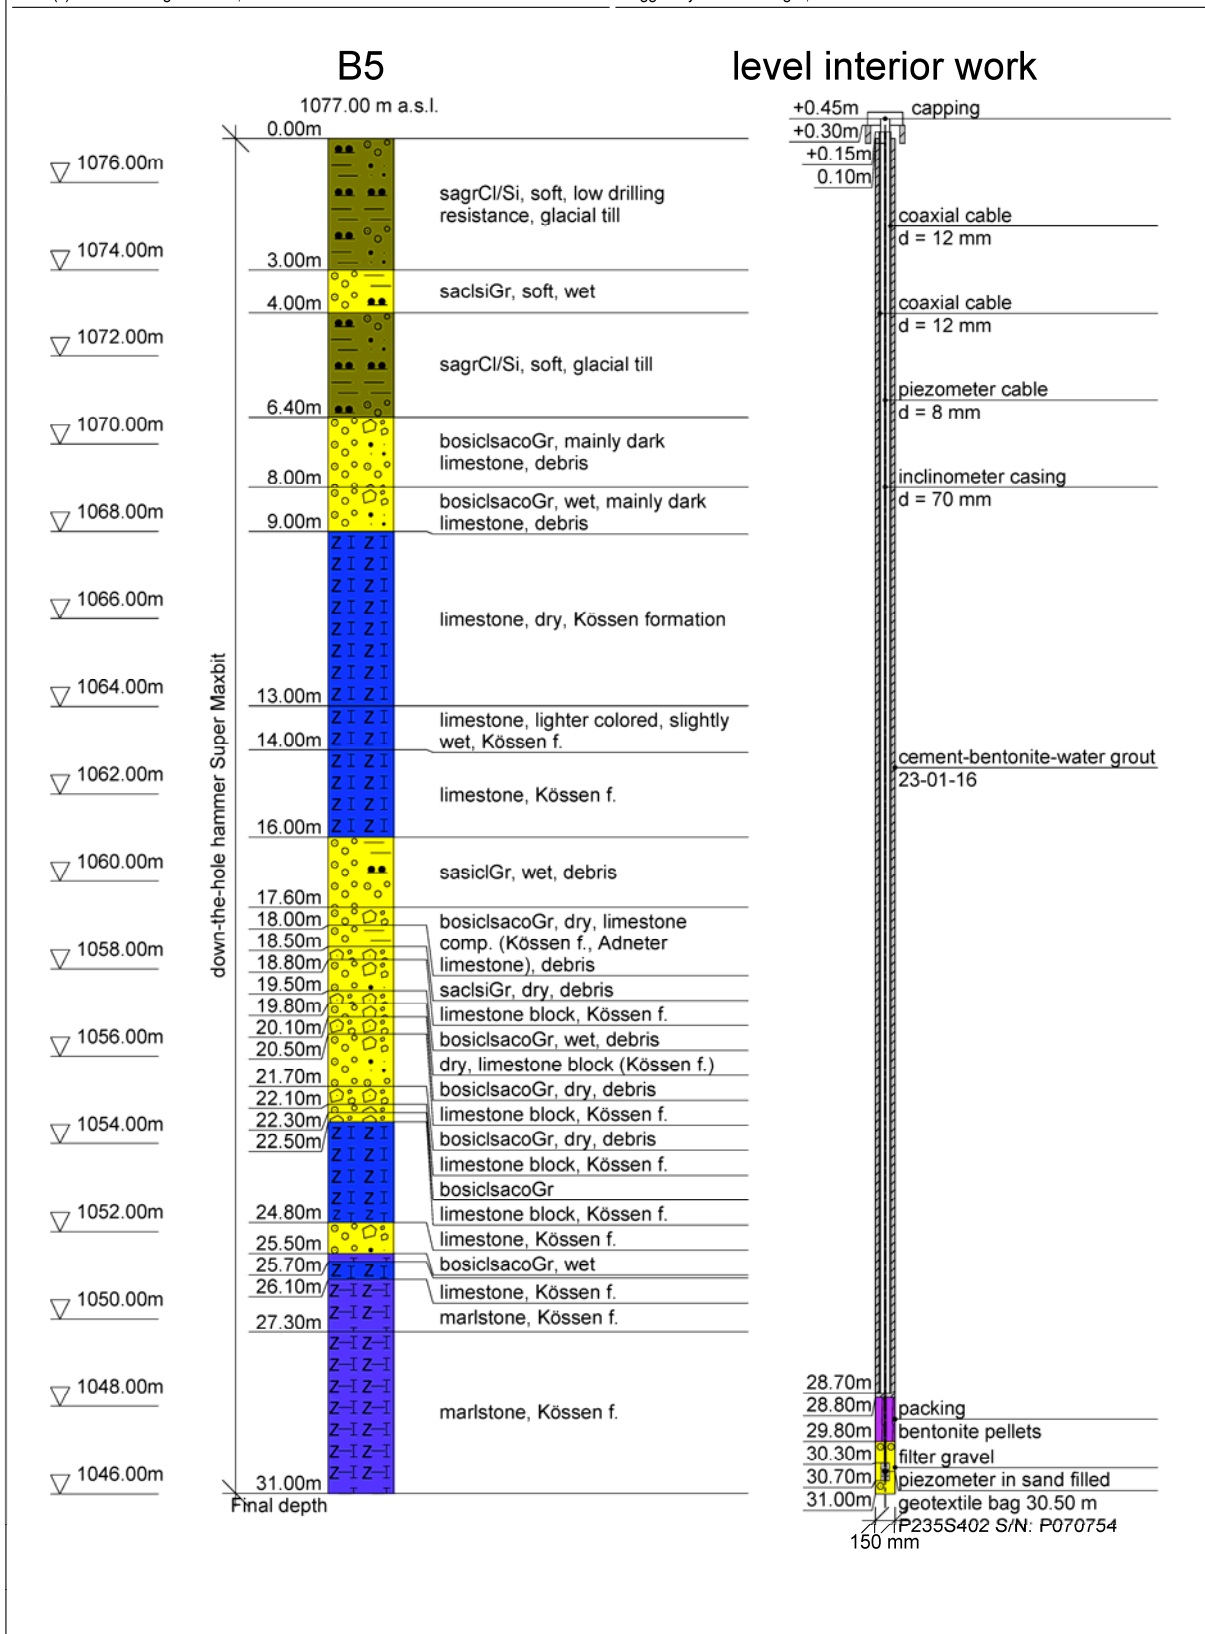 B5
level interior work
1077.00 m a.s.l.
0.00m
1076.00m
1074.00m
1072.00m
1070.00m
1068.00m
1066.00m
1064.00m
1062.00m
1060.00m
1058.00m
1056.00m
1054.00m
1052.00m
1050.00m
1048.00m
1046.00m
down-the-hole hammer Super Maxbit
3.00m
4.00m
6.40m
8.00m
9.00m
13.00m
14.00m
16.00m
17.60m
18.00m
18.50m
18.80m
19.50m
19.80m
20.10m
20.50m
21.70m
22.10m
22.30m
22.50m
24.80m
25.50m
25.70m
26.10m
27.30m
31.00m
Final depth
sagrCl/Si, soft, low drilling
resistance, glacial till
saclsiGr, soft, wet
sagrCl/Si, soft, glacial till
bosiclsacoGr, mainly dark
limestone, debris
bosiclsacoGr, wet, mainly dark
limestone, debris
limestone, dry, Kössen formation
limestone, lighter colored, slightly
wet, Kössen f.
limestone, Kössen f.
sasiclGr, wet, debris
bosiclsacoGr, dry, limestone
comp. (Kössen f., Adneter
limestone), debris
saclsiGr, dry, debris
limestone block, Kössen f.
bosiclsacoGr, wet, debris
dry, limestone block (Kössen f.)
bosiclsacoGr, dry, debris
limestone block, Kössen f.
bosiclsacoGr, dry, debris
limestone block, Kössen f.
bosiclsacoGr
limestone block, Kössen f.
limestone, Kössen f.
bosiclsacoGr, wet
limestone, Kössen f.
marlstone, Kössen f.
marlstone, Kössen f.
+0.45m
+0.30m
+0.15m
0.10m
capping
coaxial cable
d = 12 mm
coaxial cable
d = 12 mm
piezometer cable
d = 8 mm
inclinometer casing
d = 70 mm
cement-bentonite-water grout
23-01-16
28.70m
28.80m
29.80m
30.30m
30.70m
31.00m
packing
bentonite pellets
filter gravel
piezometer in sand filled
geotextile bag 30.50 m
P235S402 S/N: P070754
150 mm